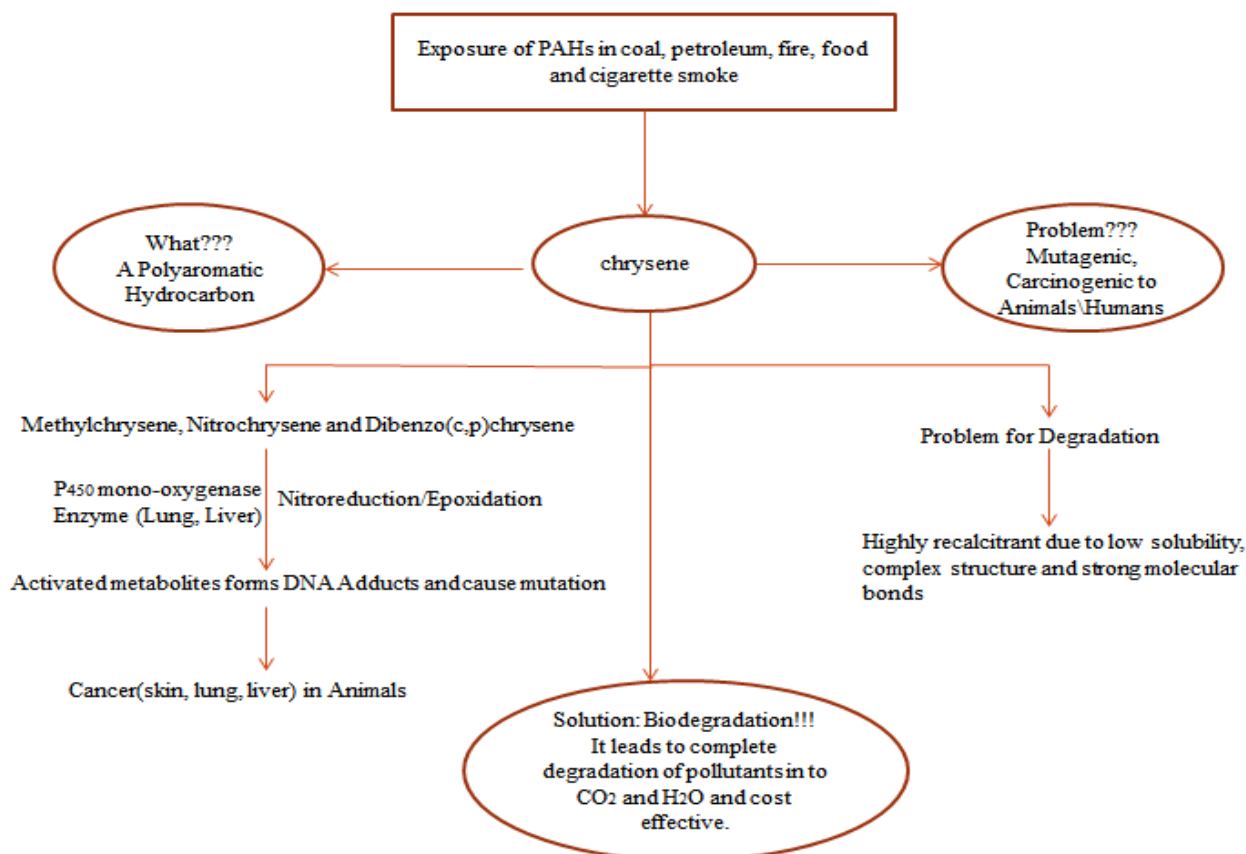 Exposure of PAHs in coal, petroleum, fire, food
and cigarette smoke
What???
A Polyaromatic
Hydrocarbon
chrysene
Problem???
Mutagenic,
Carcinogenic to
Animals\Humans
Methylchrysene, Nitrochrysene and Dibenzo(c,p)chrysene
P450 mono-oxygenase
Enzyme (Lung, Liver)
Nitroreduction/Epoxidation
Activated metabolites forms DNA Adducts and cause mutation
Cancer(skin, lung, liver) in Animals
Problem for Degradation
Highly recalcitrant due to low solubility,
complex structure and strong molecular
bonds
Solution: Biodegradation!!!
It leads to complete
degradation of pollutants in to
CO2 and H2O and cost
effective.